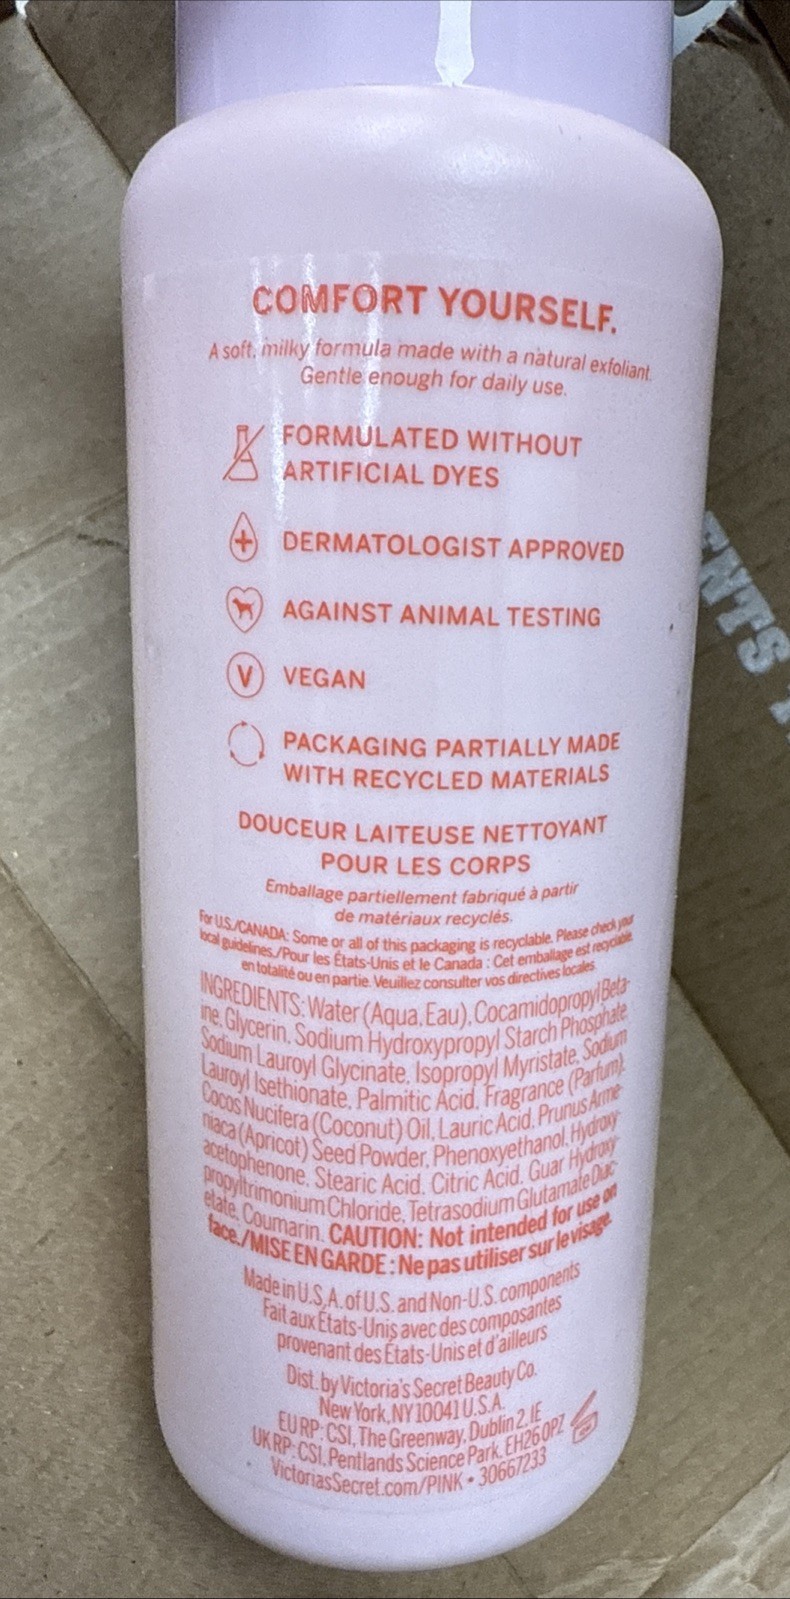 COMFORT YOURSELF.
A soft, milky formula made with a natural exfoliant.
Gentle enough for daily use.
FORMULATED WITHOUT
ARTIFICIAL DYES
DERMATOLOGIST APPROVED
AGAINST ANIMAL TESTING
V VEGAN
PACKAGING PARTIALLY MADE
WITH RECYCLED MATERIALS
DOUCEUR LAITEUSE NETTOYANT
POUR LES CORPS
Emballage partiellement fabriqué à partir
de matériaux recyclés.
For U.S./CANADA: Some or all of this packaging is recyclable. Please check your
local guidelines./Pour les États-Unis et le Canada : Cet emballage est recyclable
en totalité ou en partie. Veuillez consulter vos directives locales.
INGREDIENTS: Water (Aqua, Eau), Cocamidopropyl Beta-
ine, Glycerin, Sodium Hydroxypropyl Starch Phosphate,
Sodium Lauroyl Glycinate, Isopropyl Myristate, Sodium
Lauroyl Isethionate, Palmitic Acid, Fragrance (Parfum),
Cocos Nucifera (Coconut) Oil, Lauric Acid, Prunus Arme-
niaca (Apricot) Seed Powder, Phenoxyethanol, Hydroxy-
acetophenone, Stearic Acid, Citric Acid, Guar Hydroxy-
propyltrimonium Chloride, Tetrasodium Glutamate Diac-
etate, Coumarin. CAUTION: Not intended for use on
face./MISE EN GARDE : Ne pas utiliser sur le visage.
Made in U.S.A. of U.S. and Non-U.S. components
Fait aux États-Unis avec des composantes
provenant des États-Unis et d'ailleurs
Dist. by Victoria's Secret Beauty Co.
New York, NY 10041 U.S.A.
EU RP: CSI, The Greenway, Dublin 2, IE
UK RP: CSI, Pentlands Science Park, EH26 0PZ
VictoriasSecret.com/PINK • 30667233